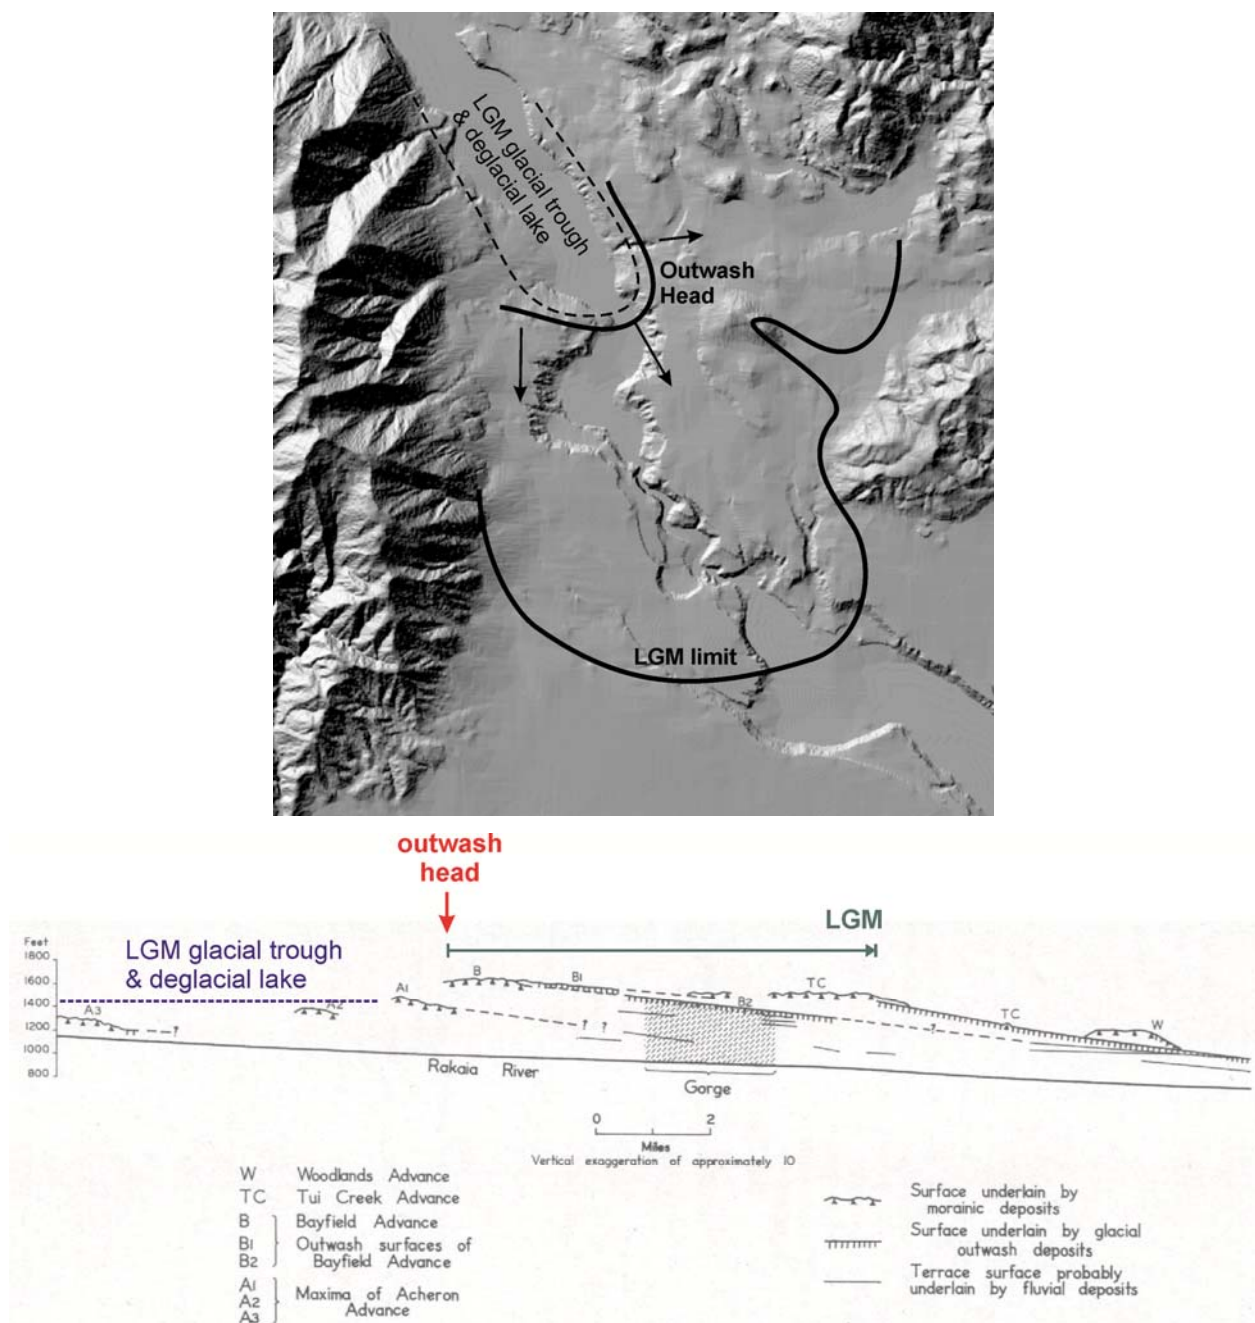 LGM glacial trough
& deglacial lake
Outwash
Head
LGM limit
outwash
head
LGM
Feet
LGM glacial trough
& deglacial lake
1800
1600
1400
1200
1000
800
A3
?
A2
A1
B
B1
? ?
B2
TC
?
TC
W
Rakaia River
Gorge
0 2
Miles
Vertical exaggeration of approximately 10
W Woodlands Advance
TC Tui Creek Advance
B Bayfield Advance
B1 Outwash surfaces of
B2 Bayfield Advance
A1
A2 Maxima of Acheron
A3 Advance
Surface underlain by
morainic deposits
Surface underlain by glacial
outwash deposits
Terrace surface probably
underlain by fluvial deposits